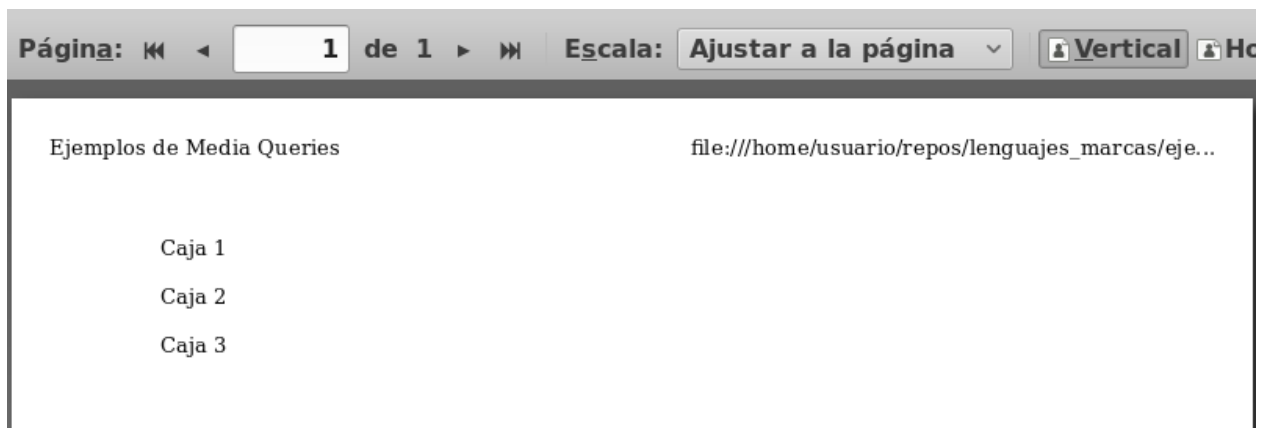 Página: 1 de 1 Escala: Ajustar a la página Vertical Ho
Ejemplos de Media Queries file:///home/usuario/repos/lenguajes_marcas/eje...
Caja 1
Caja 2
Caja 3